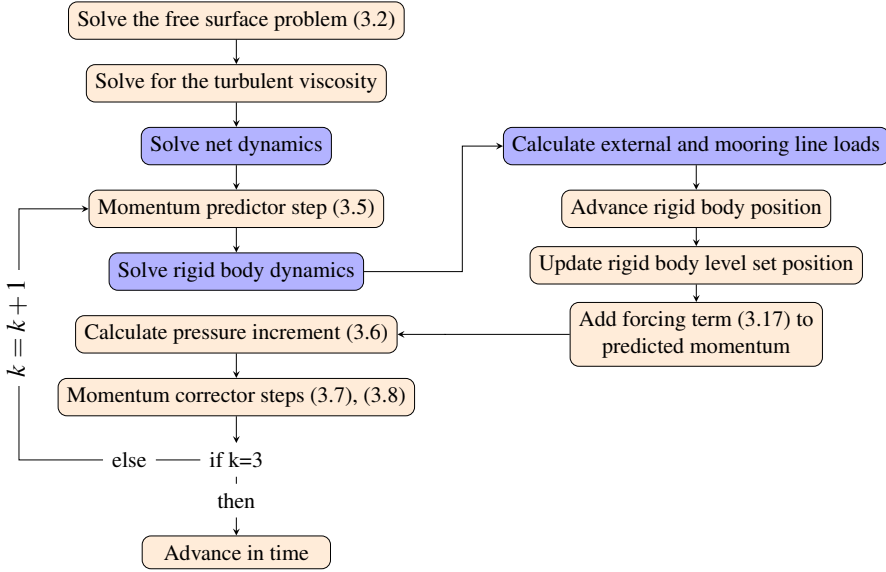 Solve the free surface problem (3.2)
Solve for the turbulent viscosity
Solve net dynamics
Momentum predictor step (3.5)
Solve rigid body dynamics
Calculate external and mooring line loads
Advance rigid body position
Update rigid body level set position
Add forcing term (3.17) to
predicted momentum
Calculate pressure increment (3.6)
Momentum corrector steps (3.7), (3.8)
if k=3
else
k = k + 1
then
Advance in time